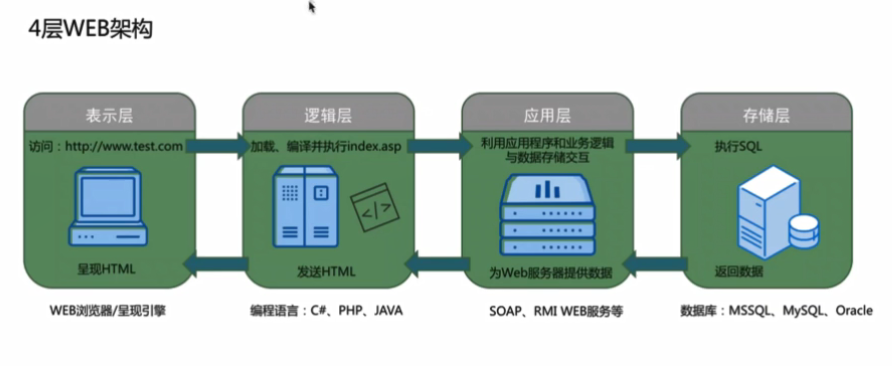 4层WEB架构
表示层
访问：http://www.test.com
呈现HTML
WEB浏览器/呈现引擎
逻辑层
加载、编译并执行index.asp
</>
发送HTML
编程语言：C#、PHP、JAVA
应用层
利用应用程序和业务逻辑
与数据存储交互
为Web服务器提供数据
SOAP、RMI WEB服务等
存储层
执行SQL
返回数据
数据库：MSSQL、MySQL、Oracle